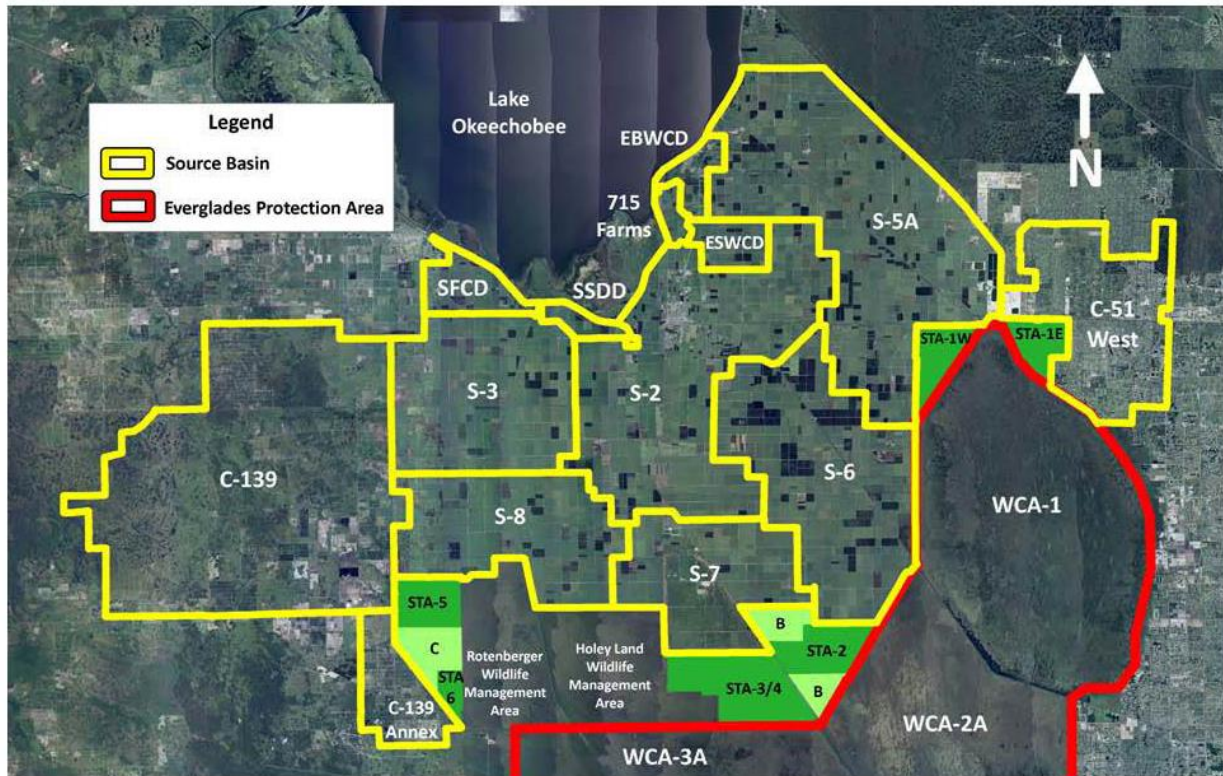 Lake
Okeechobee
Legend
Source Basin
Everglades Protection Area
N
EBWCD
715
Farms
S-5A
ESWCD
SFCD
SSDD
C-51
West
STA-1W
STA-1E
S-3
S-2
C-139
S-6
WCA-1
S-8
S-7
STA-5
C
STA
6
B
STA-2
Rotenberger
Wildlife
Management
Area
Holey Land
Wildlife
Management
Area
STA-3/4
B
C-139
Annex
WCA-2A
WCA-3A